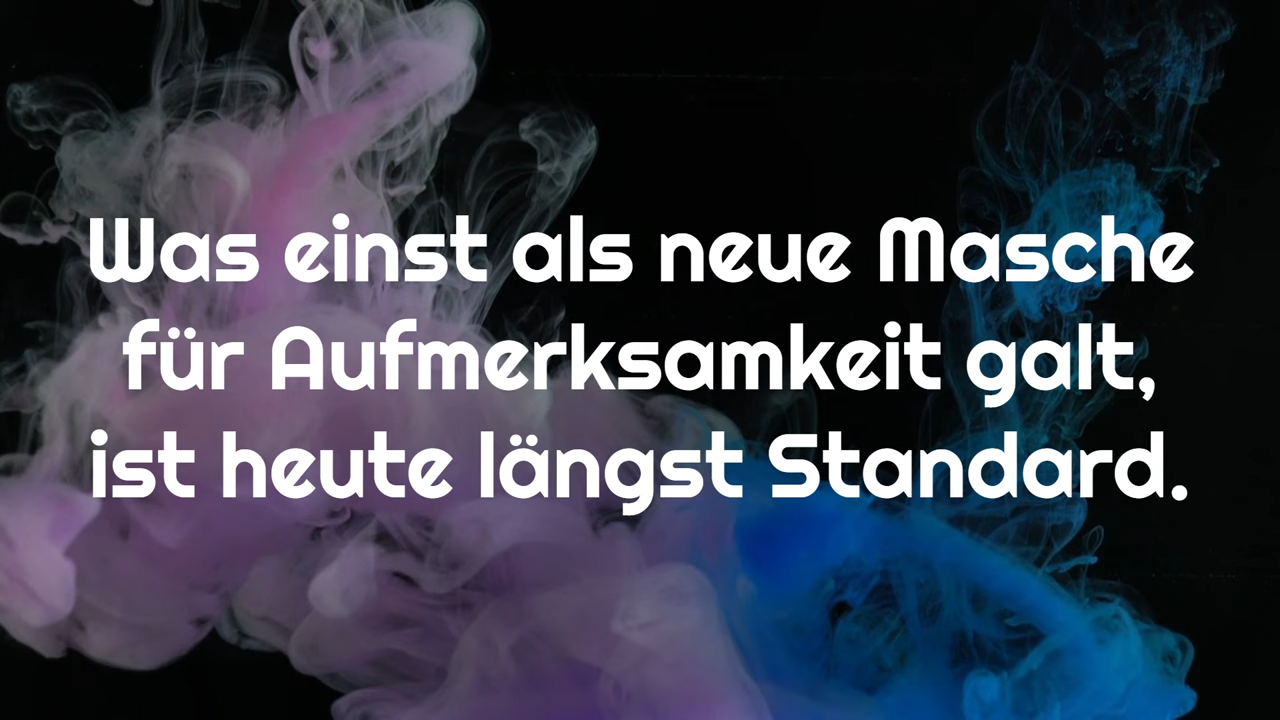 Was einst als neue Masche
für Aufmerksamkeit galt,
ist heute längst Standard.